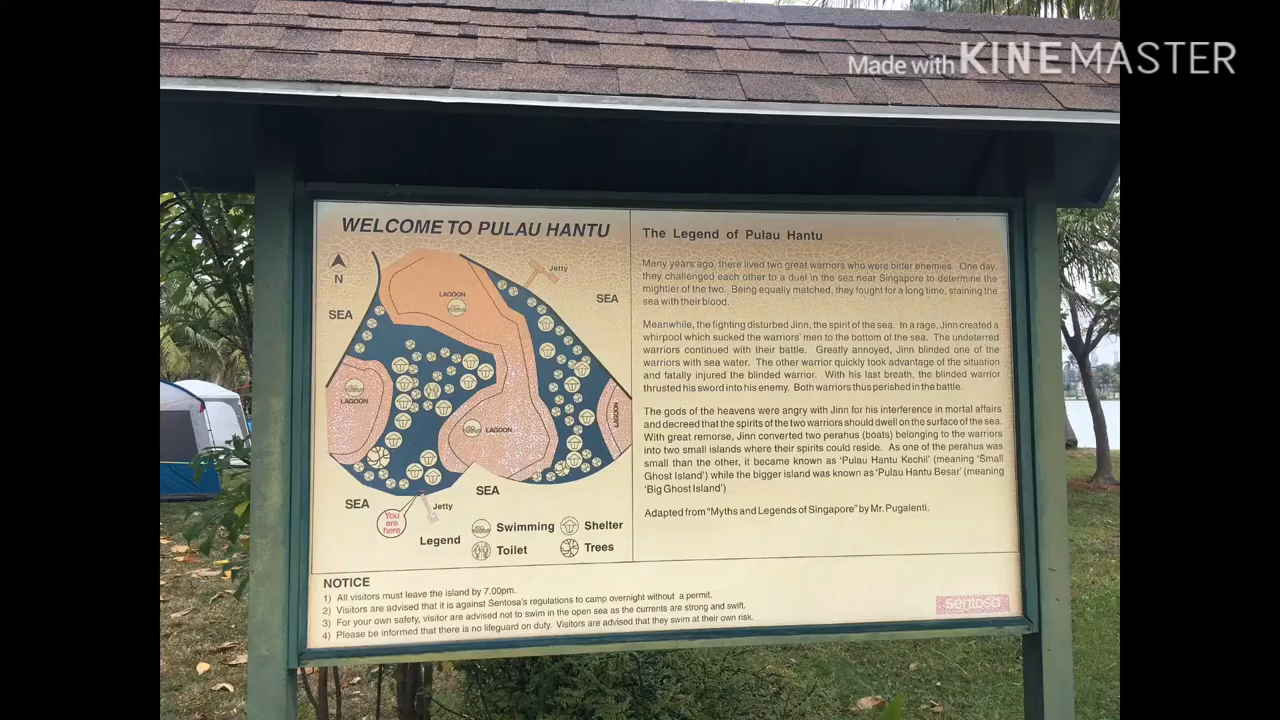 Made with KINEMASTER
WELCOME TO PULAU HANTU
N
SEA
LAGOON
Jetty
SEA
LAGOON
LAGOON
LAGOON
SEA
SEA
Jetty
You
are
here
Legend
Swimming
Shelter
Toilet
Trees
The Legend of Pulau Hantu
Many years ago, there lived two great warriors who were bitter enemies. One day,
they challenged each other to a duel in the sea near Singapore to determine the
mightier of the two. Being equally matched, they fought for a long time, staining the
sea with their blood.
Meanwhile, the fighting disturbed Jinn, the spirit of the sea. In a rage, Jinn created a
whirpool which sucked the warriors' men to the bottom of the sea. The undeterred
warriors continued with their battle. Greatly annoyed, Jinn blinded one of the
warriors with sea water. The other warrior quickly took advantage of the situation
and fatally injured the blinded warrior. With his last breath, the blinded warrior
thrusted his sword into his enemy. Both warriors thus perished in the battle.
The gods of the heavens were angry with Jinn for his interference in mortal affairs
and decreed that the spirits of the two warriors should dwell on the surface of the sea.
With great remorse, Jinn converted two perahus (boats) belonging to the warriors
into two small islands where their spirits could reside. As one of the perahus was
small than the other, it became known as 'Pulau Hantu Kechil' (meaning 'Small
Ghost Island') while the bigger island was known as 'Pulau Hantu Besar' (meaning
'Big Ghost Island')
Adapted from "Myths and Legends of Singapore" by Mr. Pugalenti.
NOTICE
1) All visitors must leave the island by 7.00pm.
2) Visitors are advised that it is against Sentosa's regulations to camp overnight without a permit.
3) For your own safety, visitor are advised not to swim in the open sea as the currents are strong and swift.
4) Please be informed that there is no lifeguard on duty. Visitors are advised that they swim at their own risk.
sentosa